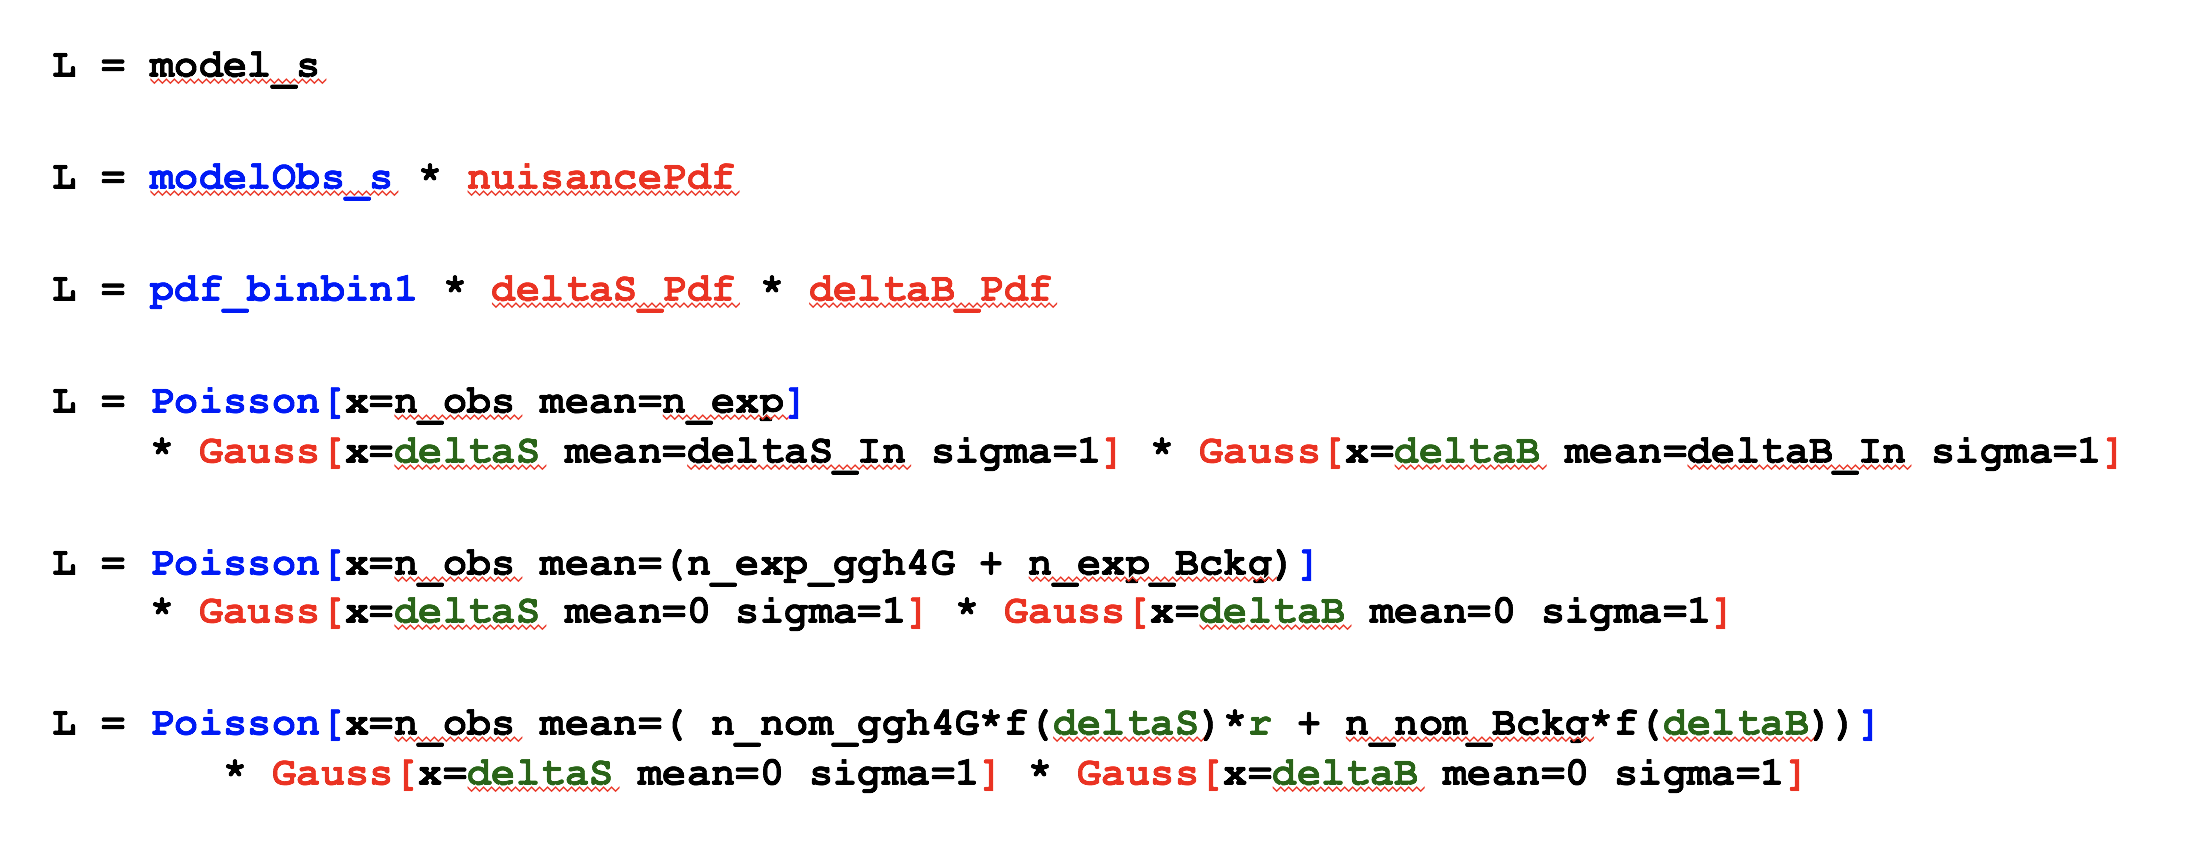 L = model_s
L = modelObs_s * nuisancePdf
L = pdf_binbin1 * deltaS_Pdf * deltaB_Pdf
L = Poisson[x=n_obs mean=n_exp]
* Gauss[x=deltaS mean=deltaS_In sigma=1] * Gauss[x=deltaB mean=deltaB_In sigma=1]
L = Poisson[x=n_obs mean=(n_exp_ggh4G + n_exp_Bckg)]
* Gauss[x=deltaS mean=0 sigma=1] * Gauss[x=deltaB mean=0 sigma=1]
L = Poisson[x=n_obs mean=( n_nom_ggh4G*f(deltaS)*r + n_nom_Bckg*f(deltaB))]
* Gauss[x=deltaS mean=0 sigma=1] * Gauss[x=deltaB mean=0 sigma=1]